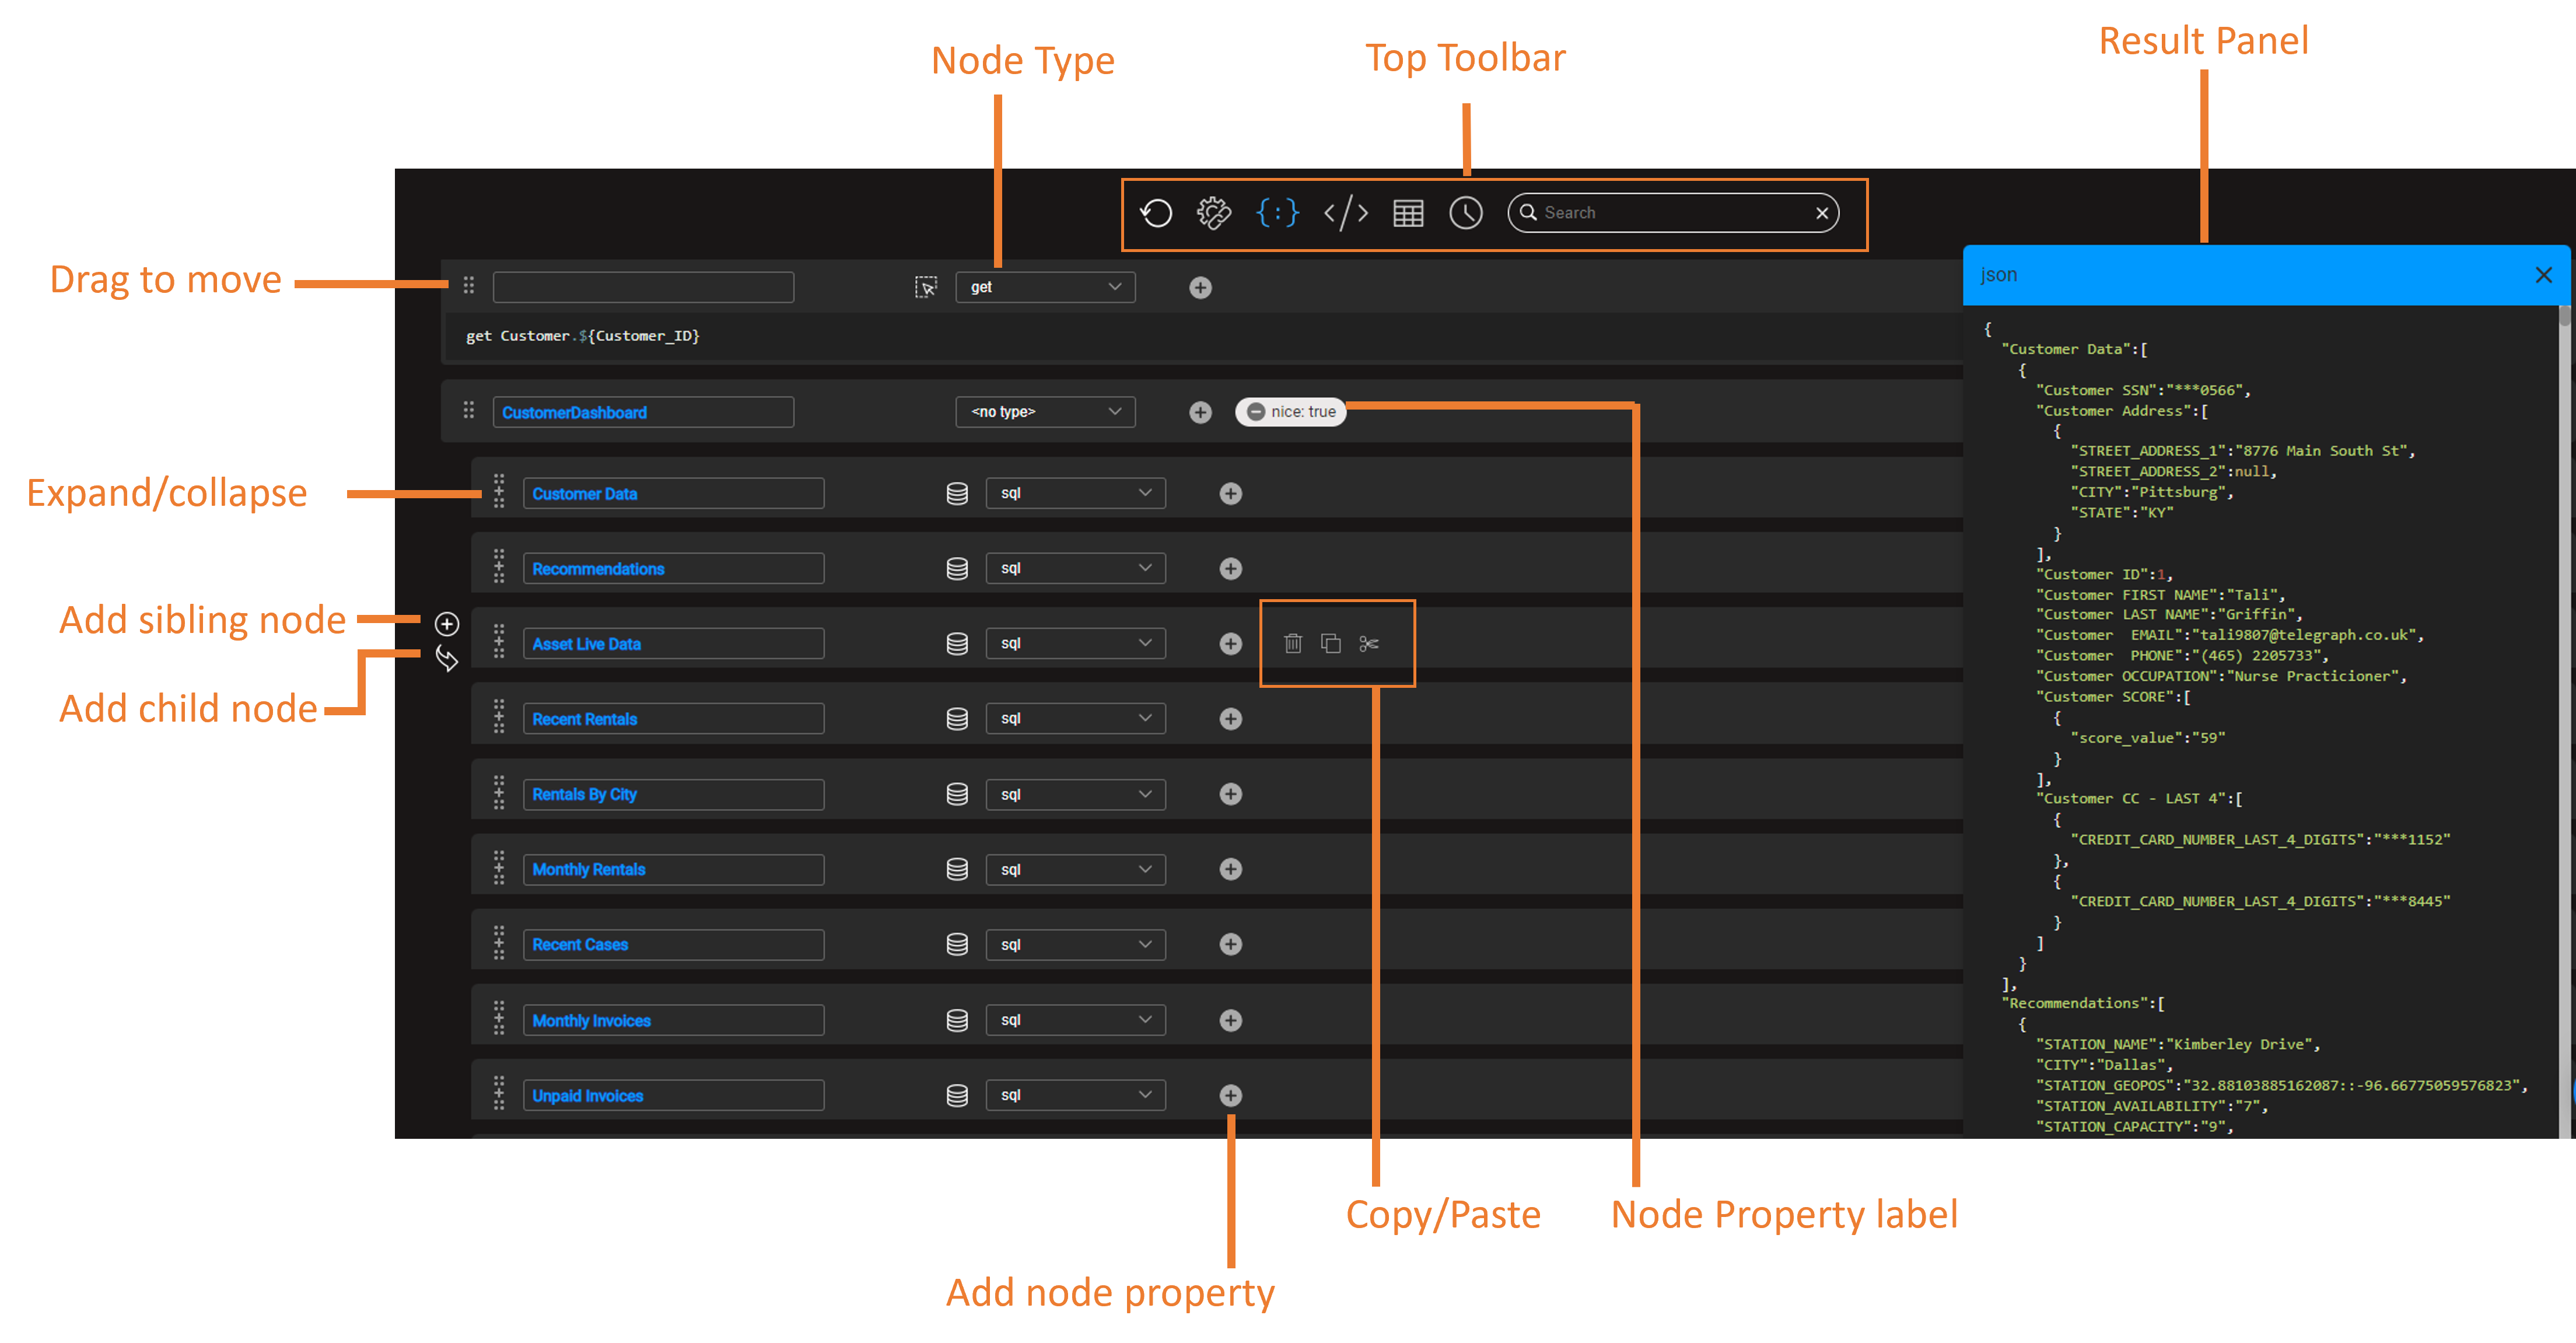 Node Type
Top Toolbar
Result Panel
Search
Drag to move
get
get Customer.${Customer_ID}
CustomerDashboard
<no type>
nice: true
Expand/collapse
Customer Data
sql
Recommendations
sql
Add sibling node
Asset Live Data
sql
Add child node
Recent Rentals
sql
Rentals By City
sql
Monthly Rentals
sql
Recent Cases
sql
Monthly Invoices
sql
Unpaid Invoices
sql
json
{
"Customer Data":[
{
"Customer SSN":"***0566",
"Customer Address":[
{
"STREET_ADDRESS_1":"8776 Main South St",
"STREET_ADDRESS_2":null,
"CITY":"Pittsburg",
"STATE":"KY"
}
],
"Customer ID":1,
"Customer FIRST NAME":"Tali",
"Customer LAST NAME":"Griffin",
"Customer  EMAIL":"tali9807@telegraph.co.uk",
"Customer  PHONE":"(465) 2205733",
"Customer OCCUPATION":"Nurse Practicioner",
"Customer SCORE":[
{
"score_value":"59"
}
],
"Customer CC - LAST 4":[
{
"CREDIT_CARD_NUMBER_LAST_4_DIGITS":"***1152"
},
{
"CREDIT_CARD_NUMBER_LAST_4_DIGITS":"***8445"
}
]
}
],
"Recommendations":[
{
"STATION_NAME":"Kimberley Drive",
"CITY":"Dallas",
"STATION_GEOPOS":"32.88103885162087::-96.66775059576823",
"STATION_AVAILABILITY":"7",
"STATION_CAPACITY":"9",
Copy/Paste
Node Property label
Add node property